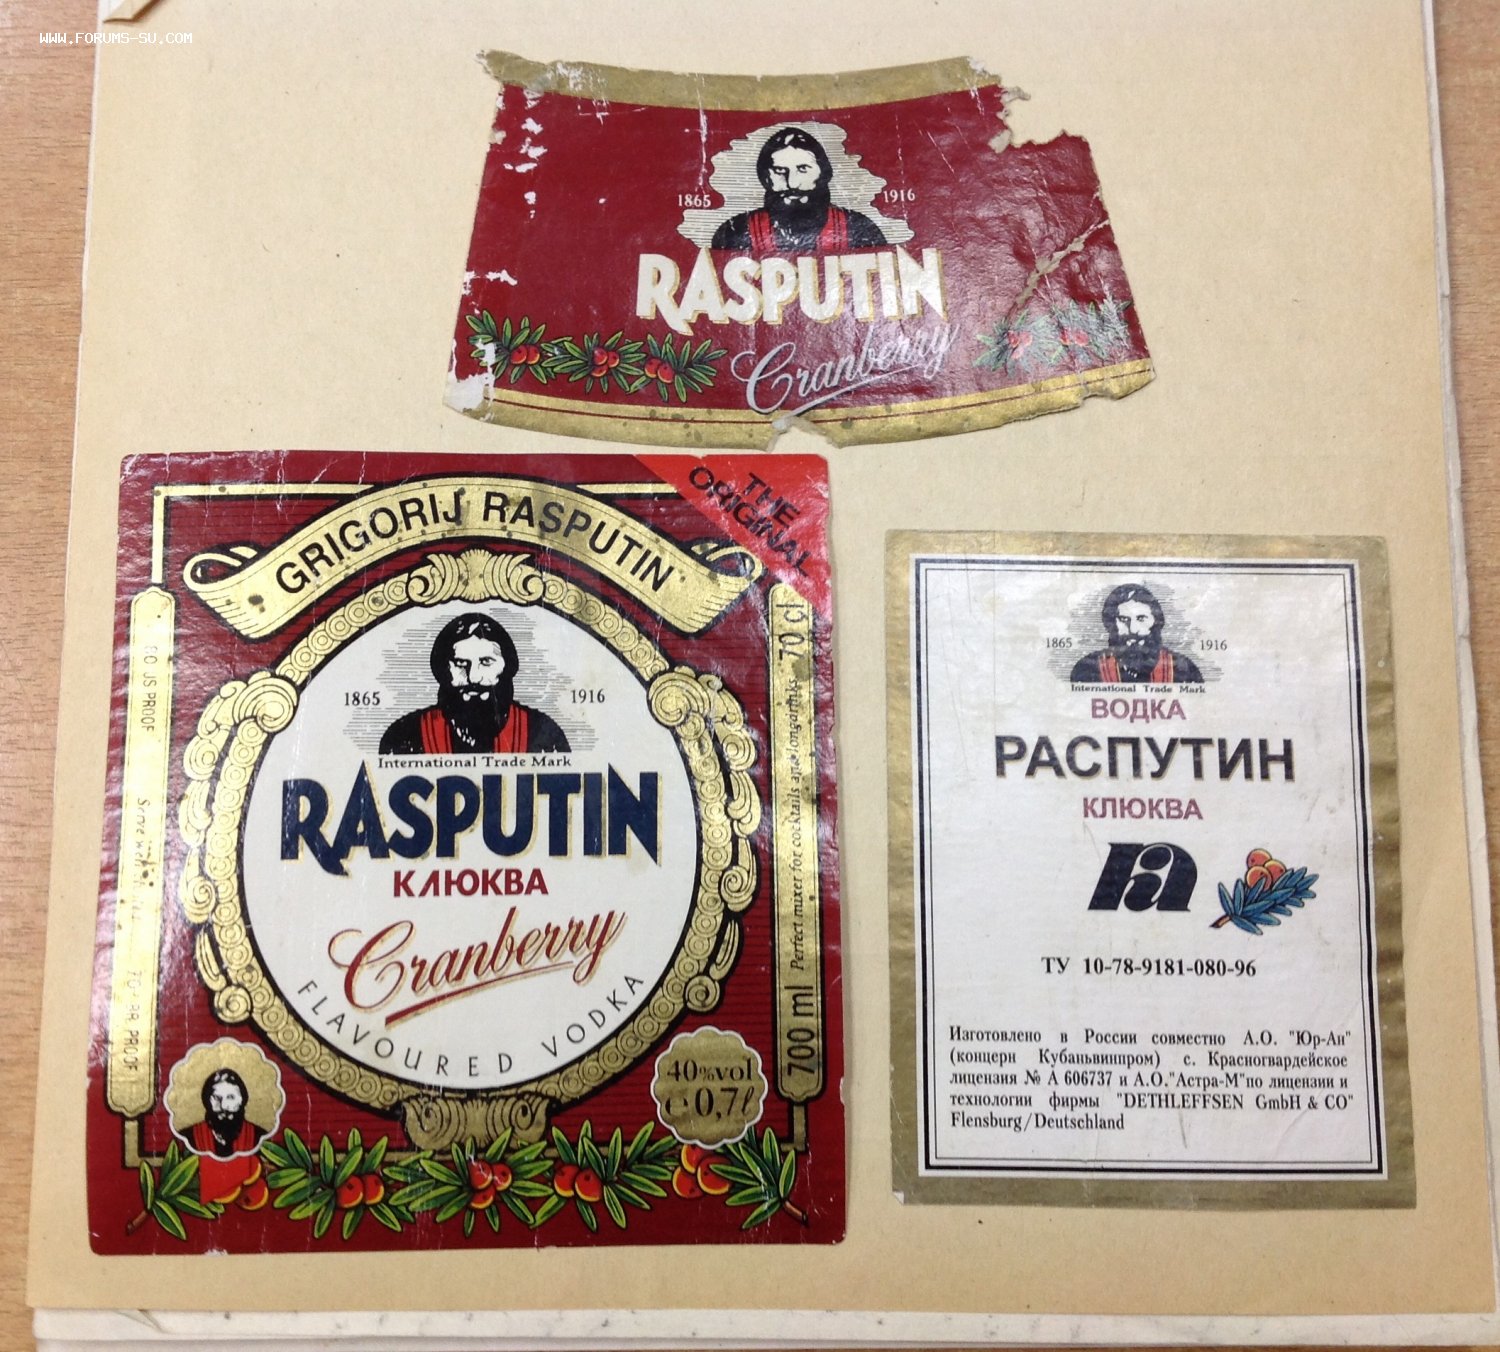 WWW.FORUMS-SU.COM
1865
1916
RASPUTIN
Cranberry
THE
ORIGINAL
GRIGORIJ RASPUTIN
1865
1916
International Trade Mark
RASPUTIN
КЛЮКВА
Cranberry
FLAVOURED VODKA
US PROOF
PROOF
700 ml Perfect mixer for cocktails and longdrinks 70 cl
40%vol
e 0,7ℓ
1865
1916
International Trade Mark
ВОДКА
РАСПУТИН
КЛЮКВА
ТУ 10-78-9181-080-96
Изготовлено в России совместно А.О. "Юр-Ан"
(концерн Кубаньвинпром) с. Красногвардейское
лицензия № А 606737 и А.О."Астра-М"по лицензии и
технологии фирмы "DETHLEFFSEN GmbH & CO"
Flensburg/Deutschland